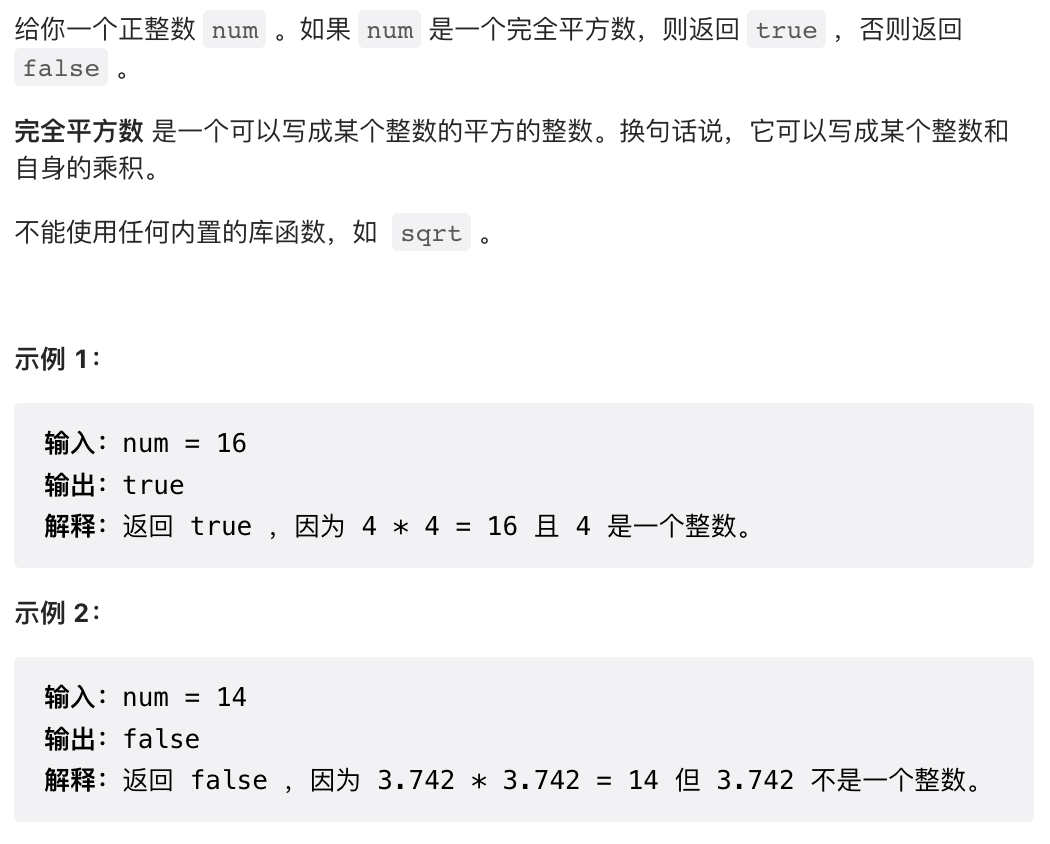 给你一个正整数 num 。如果 num 是一个完全平方数，则返回 true ，否则返回
false 。
完全平方数 是一个可以写成某个整数的平方的整数。换句话说，它可以写成某个整数和
自身的乘积。
不能使用任何内置的库函数，如 sqrt 。
示例 1：
输入：num = 16
输出：true
解释：返回 true ，因为 4 * 4 = 16 且 4 是一个整数。
示例 2：
输入：num = 14
输出：false
解释：返回 false ，因为 3.742 * 3.742 = 14 但 3.742 不是一个整数。